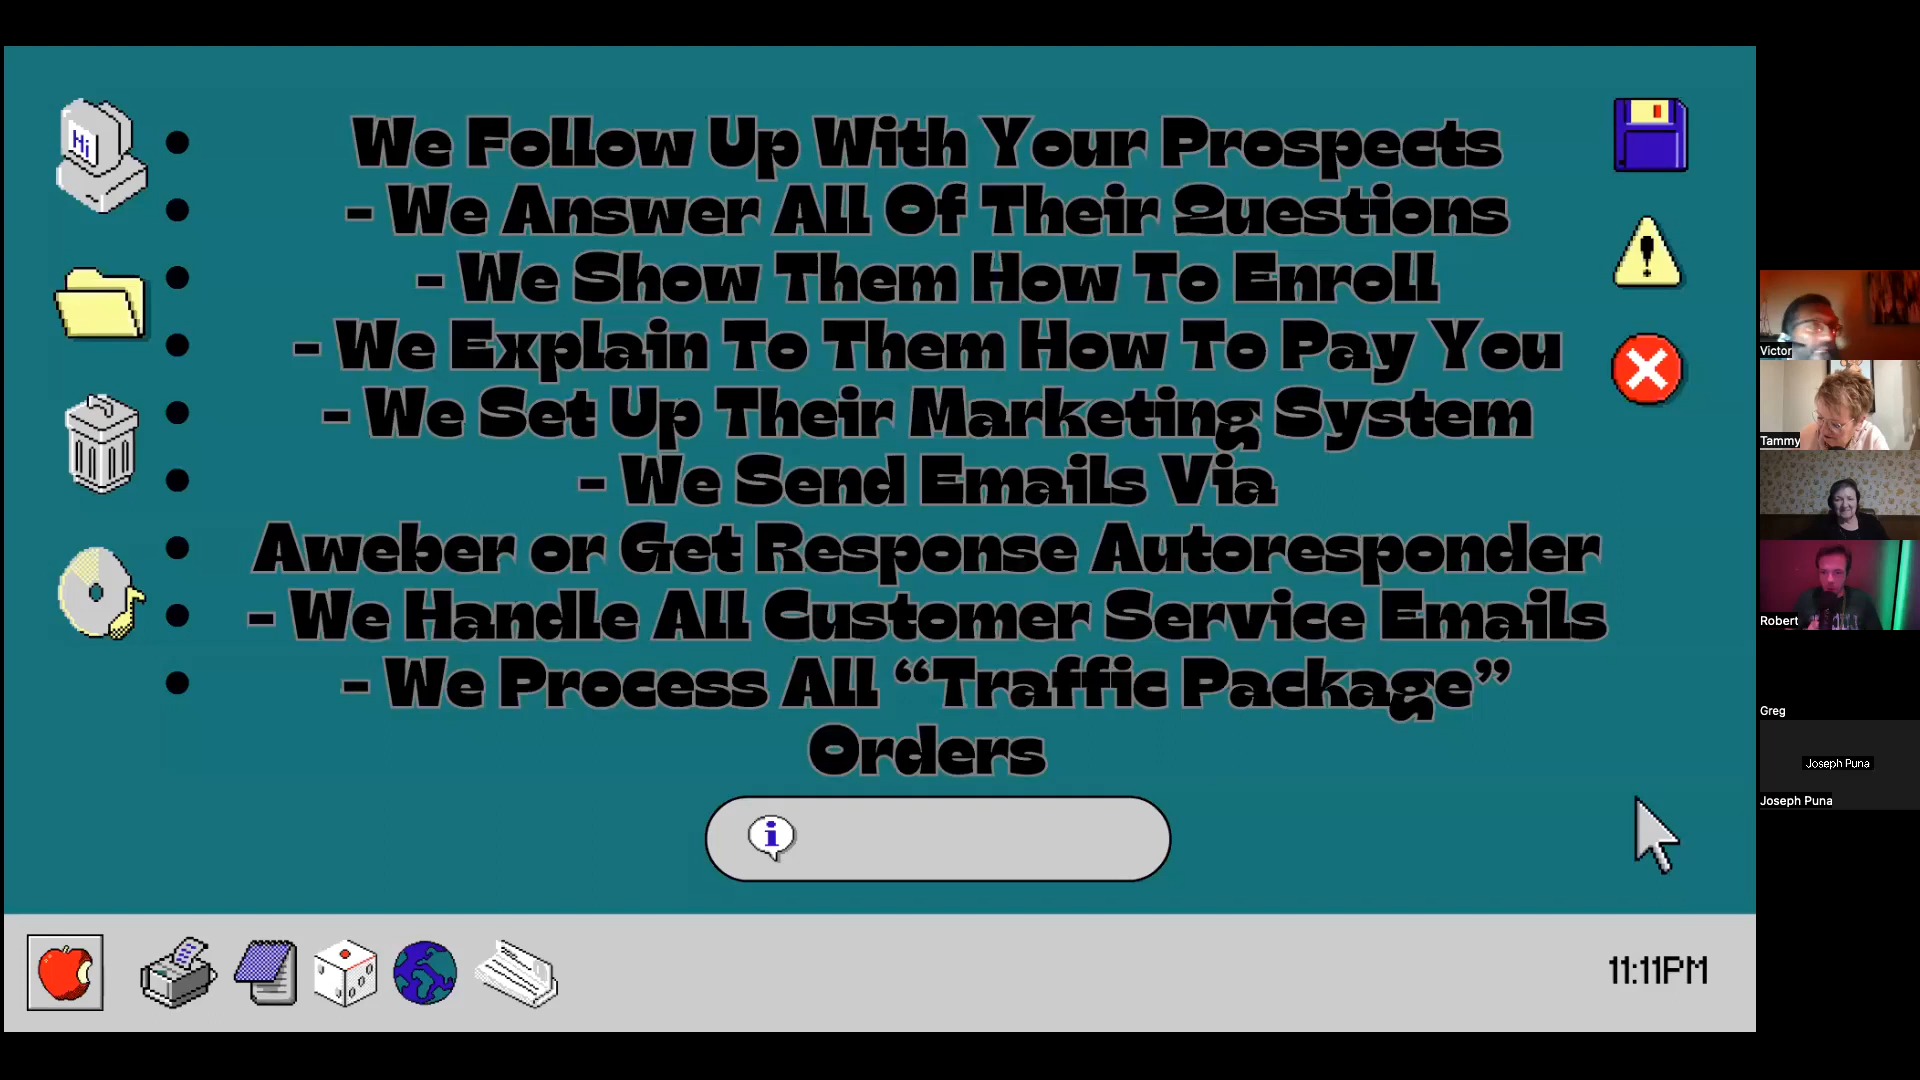 Hi
We Follow Up With Your Prospects
- We Answer All Of Their Questions
- We Show Them How To Enroll
- We Explain To Them How To Pay You
- We Set Up Their Marketing System
- We Send Emails Via
Aweber or Get Response Autoresponder
- We Handle All Customer Service Emails
- We Process All “Traffic Package”
Orders
i
11:11PM
Victor
Tammy
Robert
Greg
Joseph Puna
Joseph Puna